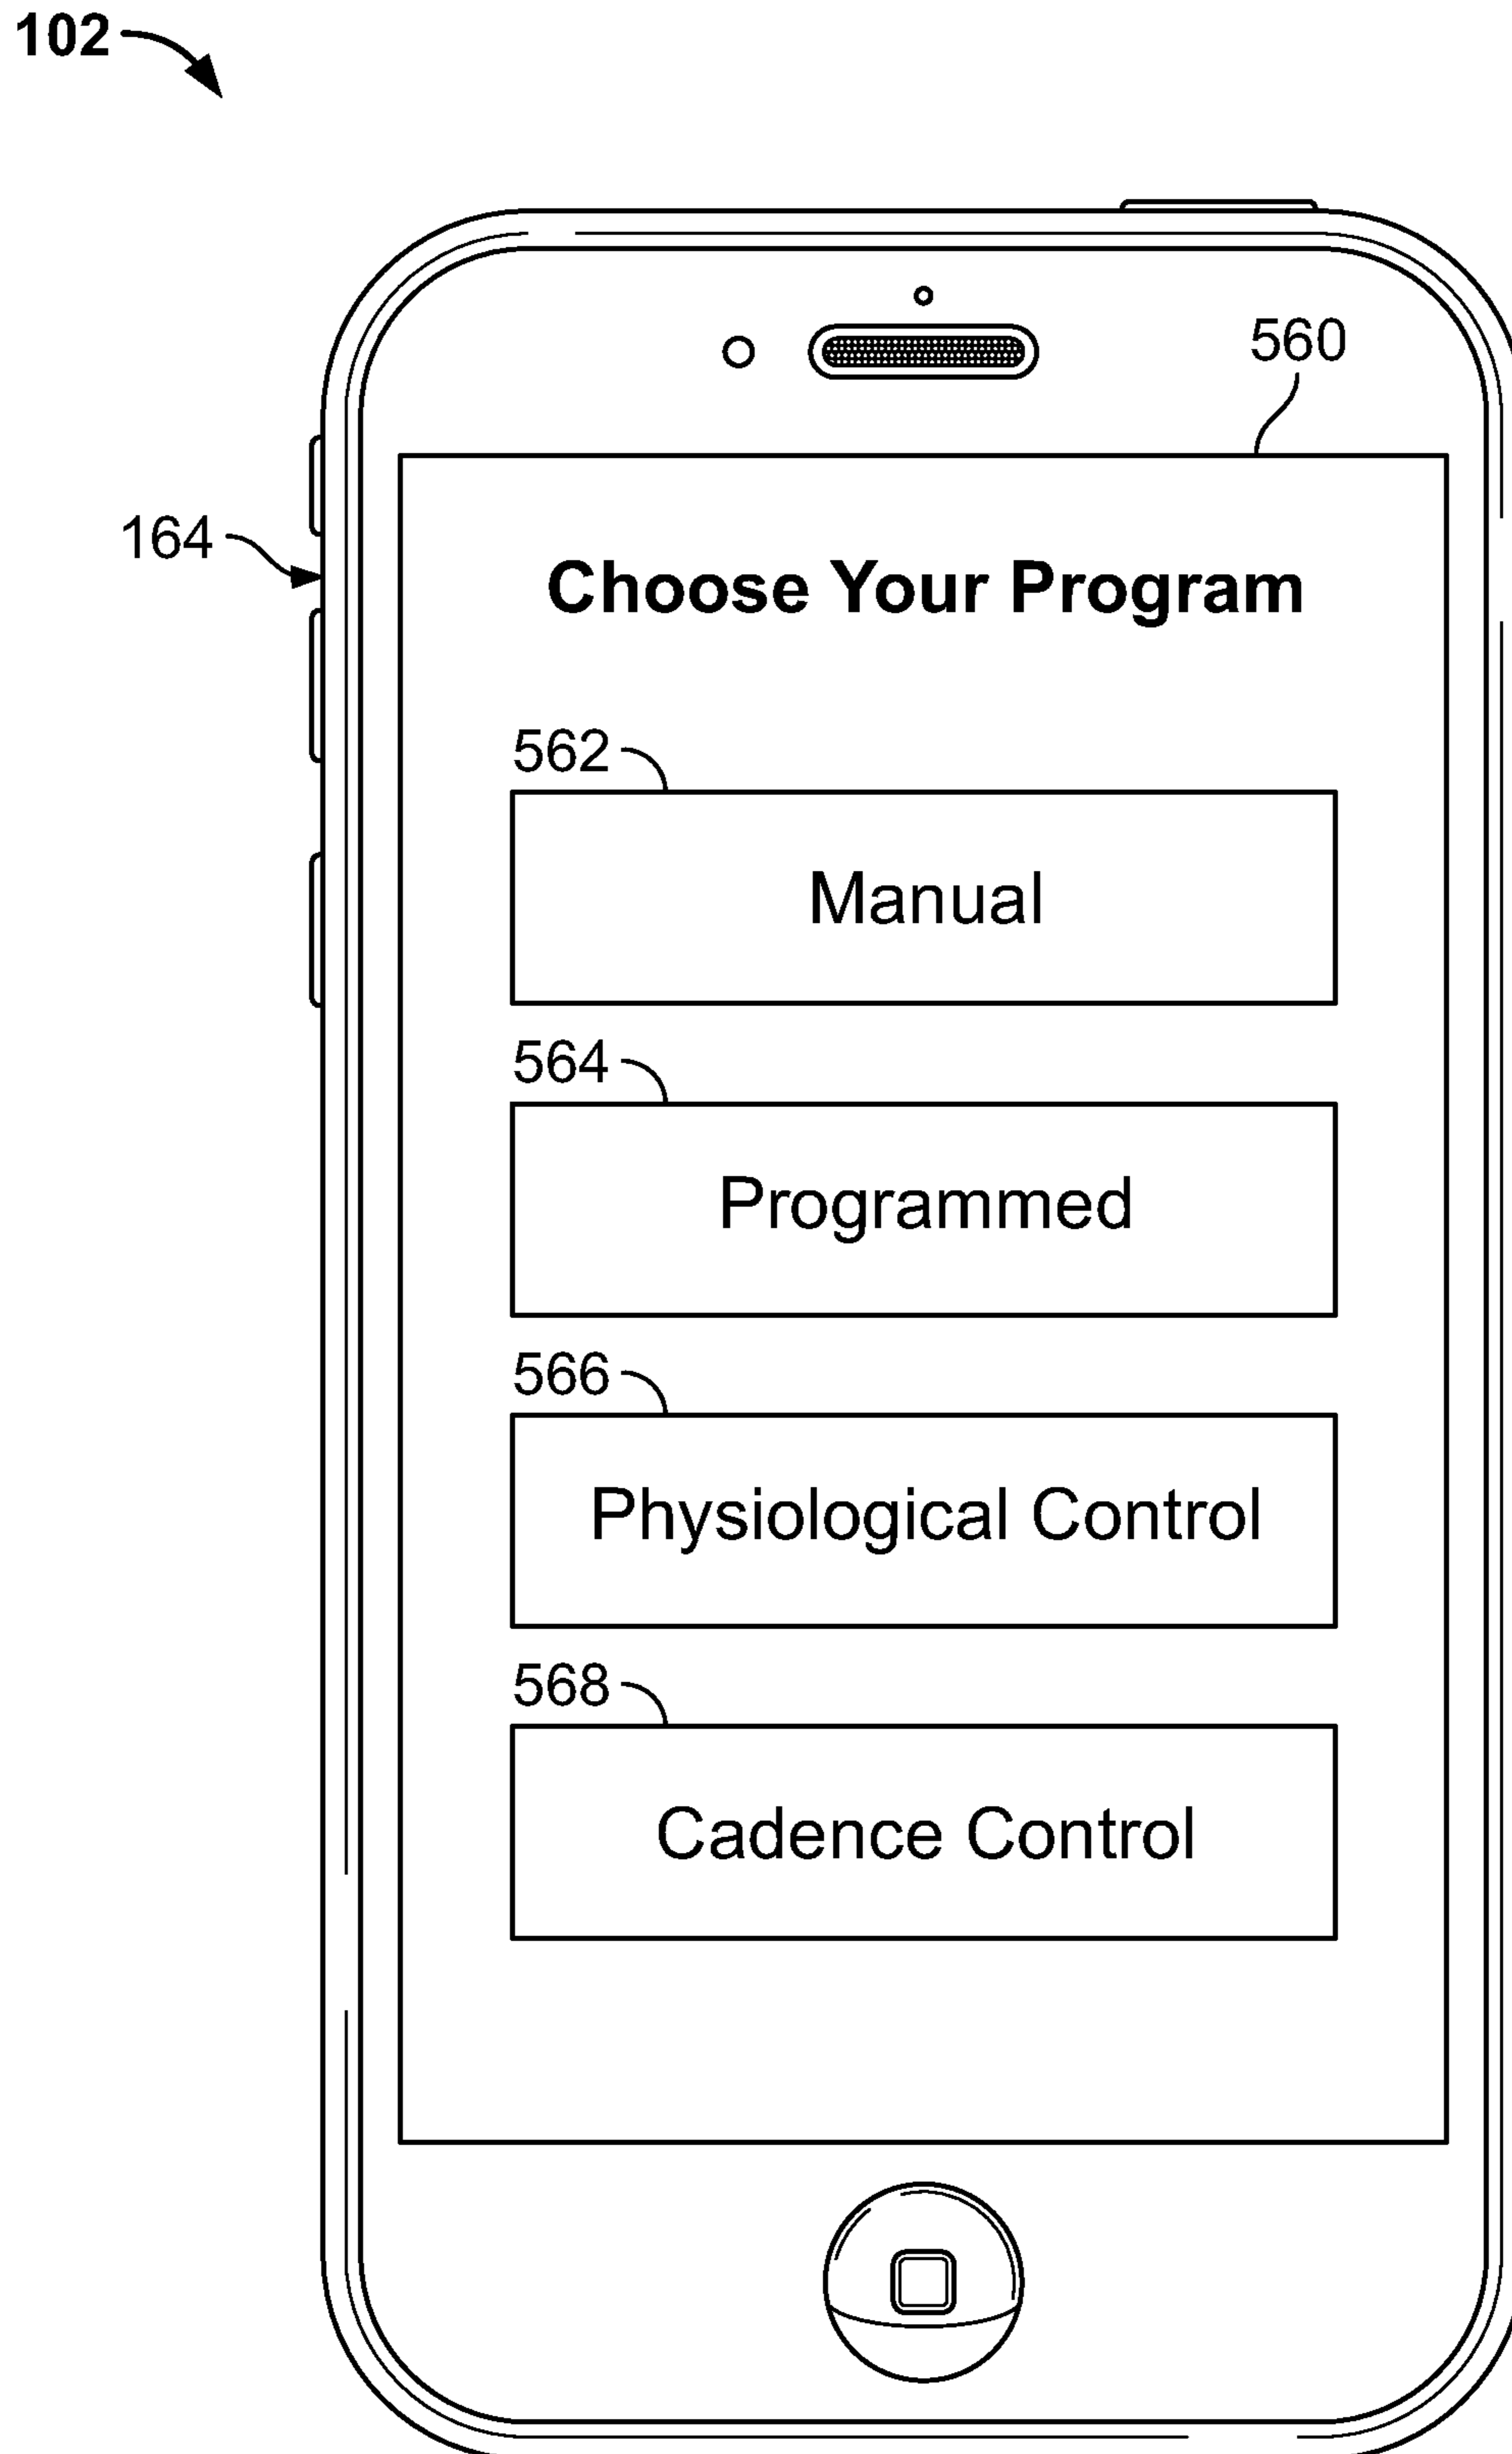 102
560
164
Choose Your Program
562
Manual
564
Programmed
566
Physiological Control
568
Cadence Control